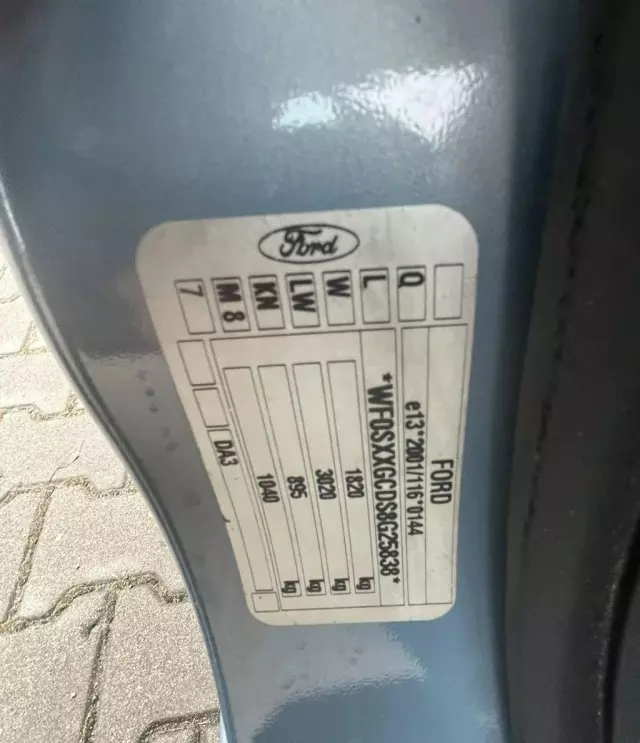 Ford
FORD
e13*2001/116*0144
*WF0SXXGCDS8G25838*
1820 kg
3020 kg
895 kg
1040 kg
DA3
Q
L
W
LW
KN
M 8
7